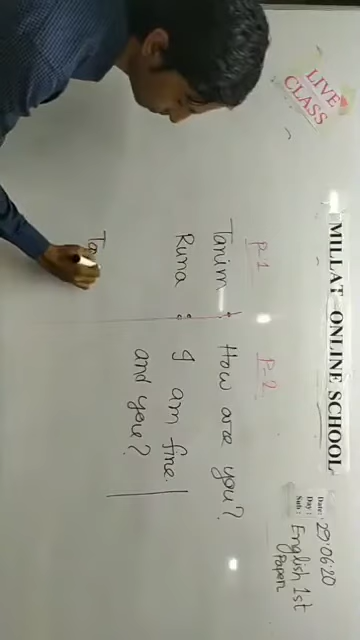 LIVE
CLASS
MILLAT ONLINE SCHOOL
Date: 29.06.20
Day:
Sub: English 1st
Paper
P-1 P-2
Tanim : How are you?
Runa : I am fine.
and you?
Ta